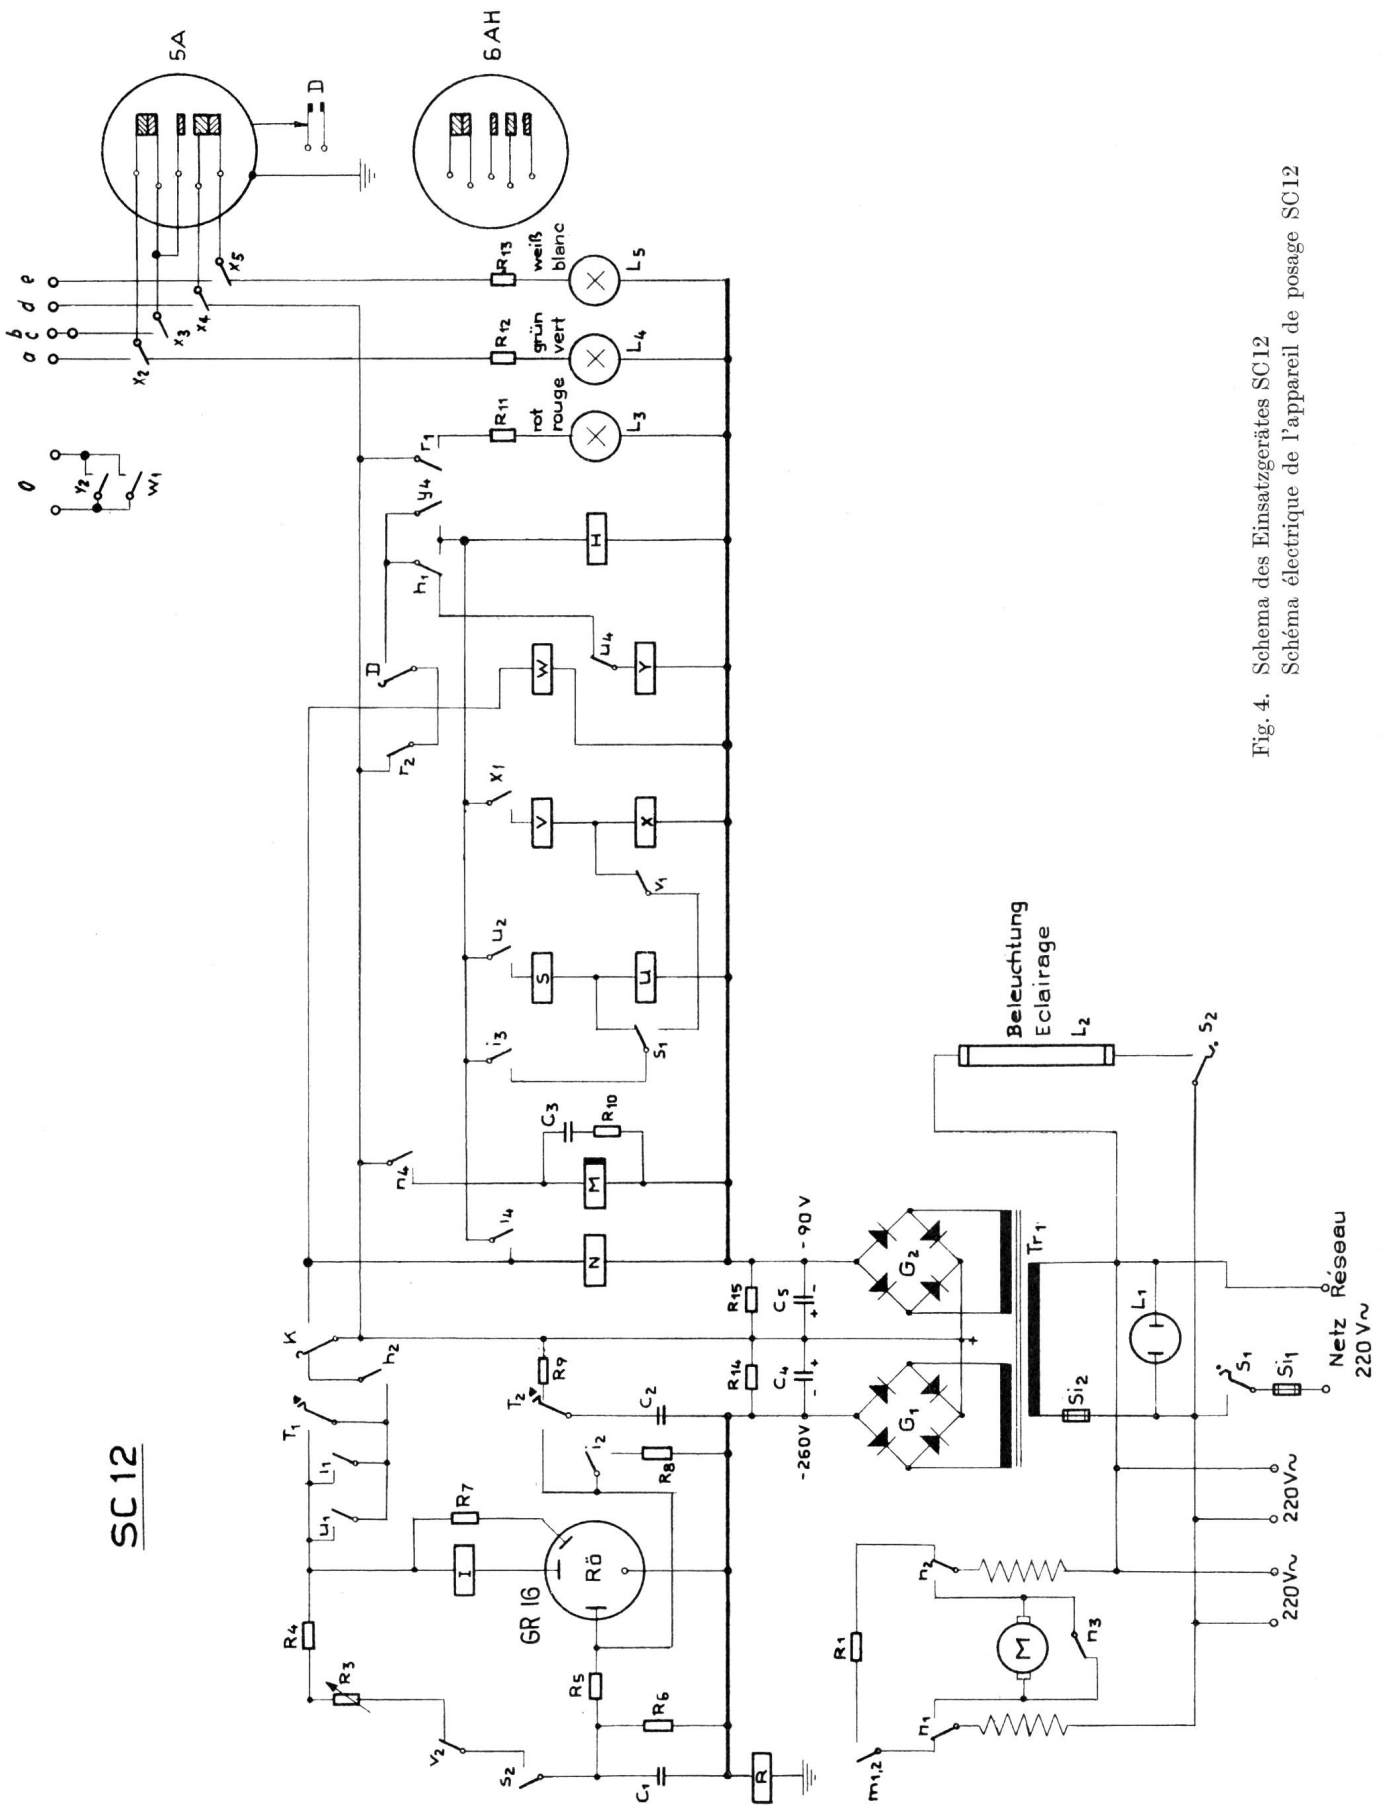 SC 12
K
T1
h2
i1
u1
R4
R3
v2
s2
R7
I
GR 16
Rö
R5
R6
C1
R
T2
R9
i2
R8
C2
R14
C4
R15
C5
-260V
-90V
+
+
-
+
-
G1
G2
N
i4
n4
M
C3
R10
i3
s1
u2
S
U
v1
x1
V
X
r2
D
W
u4
Y
h1
y4
H
r1
R11
rot
rouge
L3
R12
grün
vert
L4
R13
weiß
blanc
L5
0
y2
w1
a
b
c
d
e
x2
x3
x4
x5
5A
D
6AH
m1,2
R1
n1
n2
M
n3
220V~
220V~
Si2
Tr1
L1
S1
Si1
Netz Réseau
220 V~
Beleuchtung
Eclairage
L2
S2
Fig. 4. Schema des Einsatzgerätes SC12
Schéma électrique de l'appareil de posage SC12